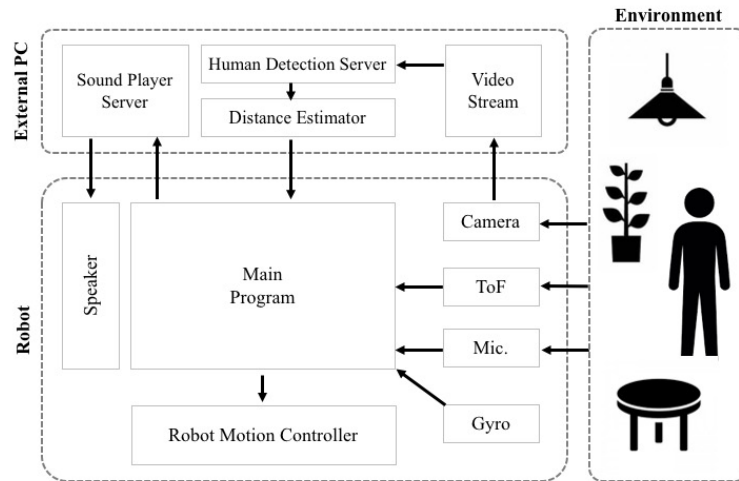 Environment
External PC
Sound Player
Server
Human Detection Server
Distance Estimator
Video
Stream
Robot
Speaker
Main
Program
Camera
ToF
Mic.
Gyro
Robot Motion Controller